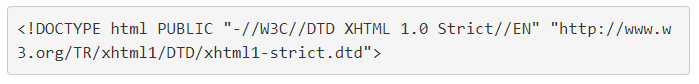 <!DOCTYPE html PUBLIC "-//W3C//DTD XHTML 1.0 Strict//EN" "http://www.w
3.org/TR/xhtml1/DTD/xhtml1-strict.dtd">